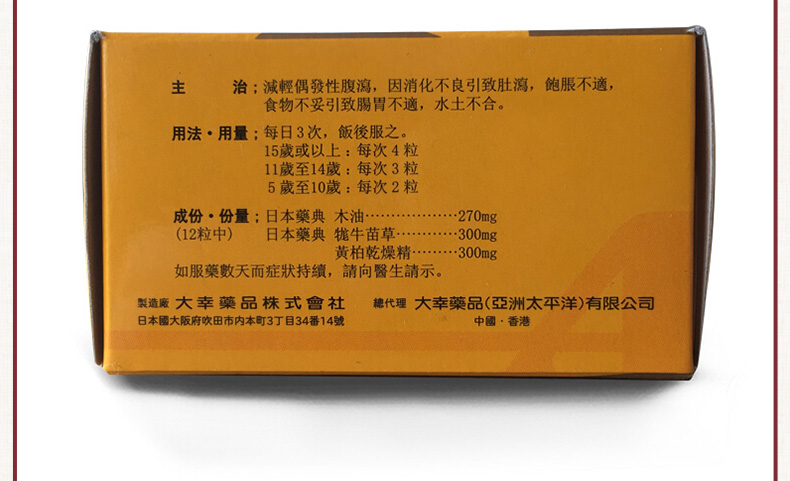 主　　治；減輕偶發性腹瀉，因消化不良引致肚瀉，飽脹不適，
食物不妥引致腸胃不適，水土不合。
用法・用量；每日3次，飯後服之。
15歲或以上：每次4粒
11歲至14歲：每次3粒
5歲至10歲：每次2粒
成份・份量；日本藥典 木油………………270mg
(12粒中) 日本藥典 牻牛苗草…………300mg
黃柏乾燥精………300mg
如服藥數天而症狀持續，請向醫生請示。
製造廠 大幸藥品株式會社 總代理 大幸藥品(亞洲太平洋)有限公司
日本國大阪府吹田市内本町3丁目34番14號 中國・香港